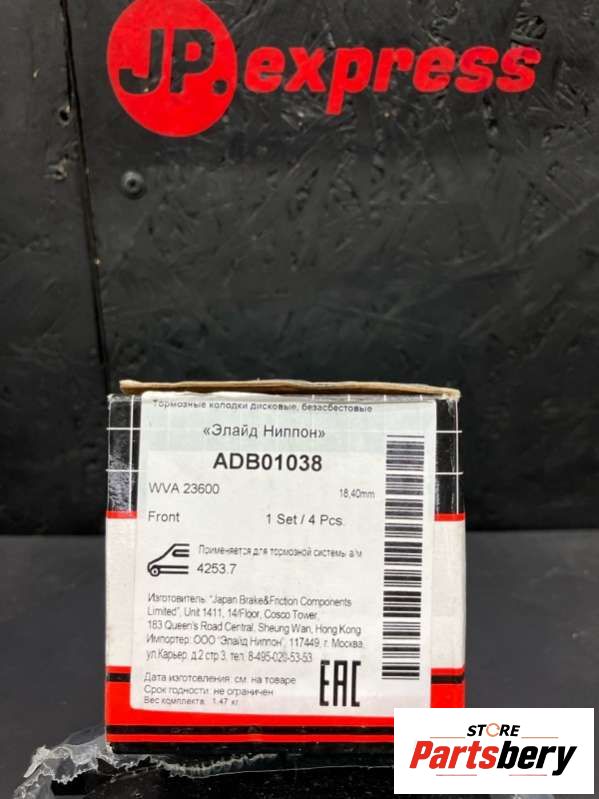 JP.express
Тормозные колодки дисковые, безасбестовые
«Элайд Ниппон»
ADB01038
WVA 23600
18,40mm
Front 1 Set / 4 Pcs.
Применяется для тормозной системы а/м
4253.7
Изготовитель: "Japan Brake&Friction Components
Limited", Unit 1411, 14/Floor, Cosco Tower,
183 Queen's Road Central, Sheung Wan, Hong Kong
Импортер: ООО "Элайд Ниппон", 117449, г. Москва,
ул.Карьер, д.2 стр 3, тел. 8-495-020-53-53
Дата изготовления: см. на товаре
Срок годности: не ограничен
Вес комплекта: 1,47 кг
EAC
STORE
Partsbery